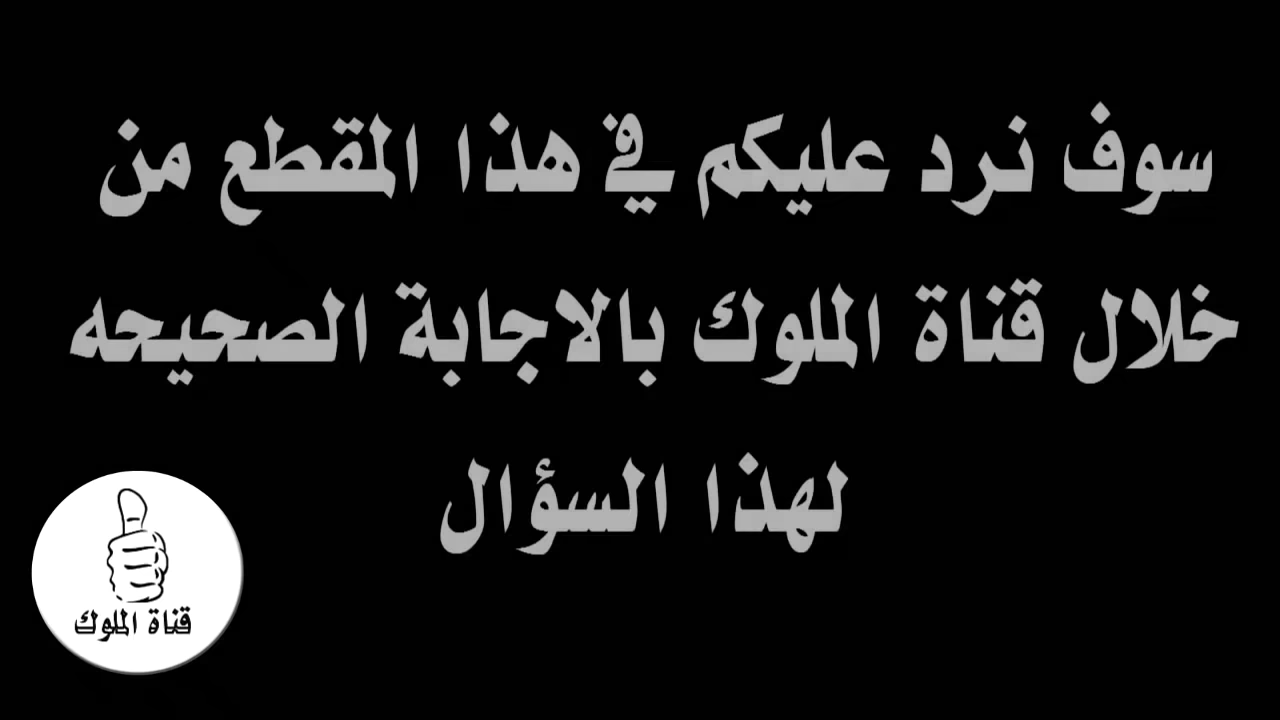 سوف نرد عليكم في هذا المقطع من
خلال قناة الملوك بالاجابة الصحيحه
لهذا السؤال
قناة الملوك